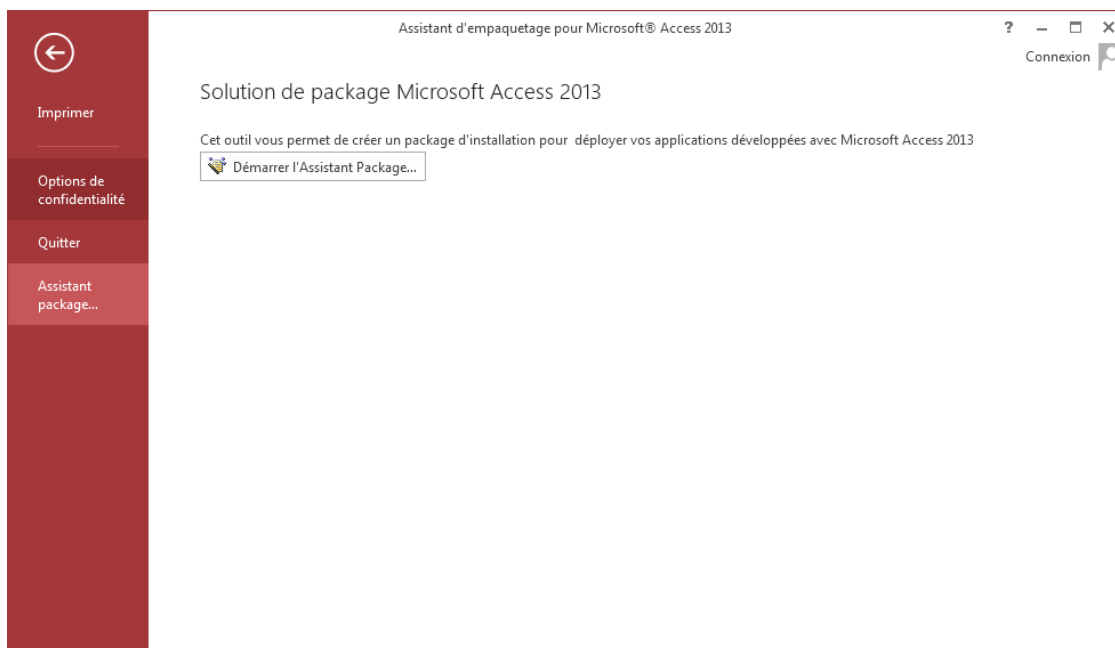 Assistant d'empaquetage pour Microsoft® Access 2013
?
Connexion
Imprimer
Options de
confidentialité
Quitter
Assistant
package...
Solution de package Microsoft Access 2013
Cet outil vous permet de créer un package d'installation pour déployer vos applications développées avec Microsoft Access 2013
Démarrer l'Assistant Package...